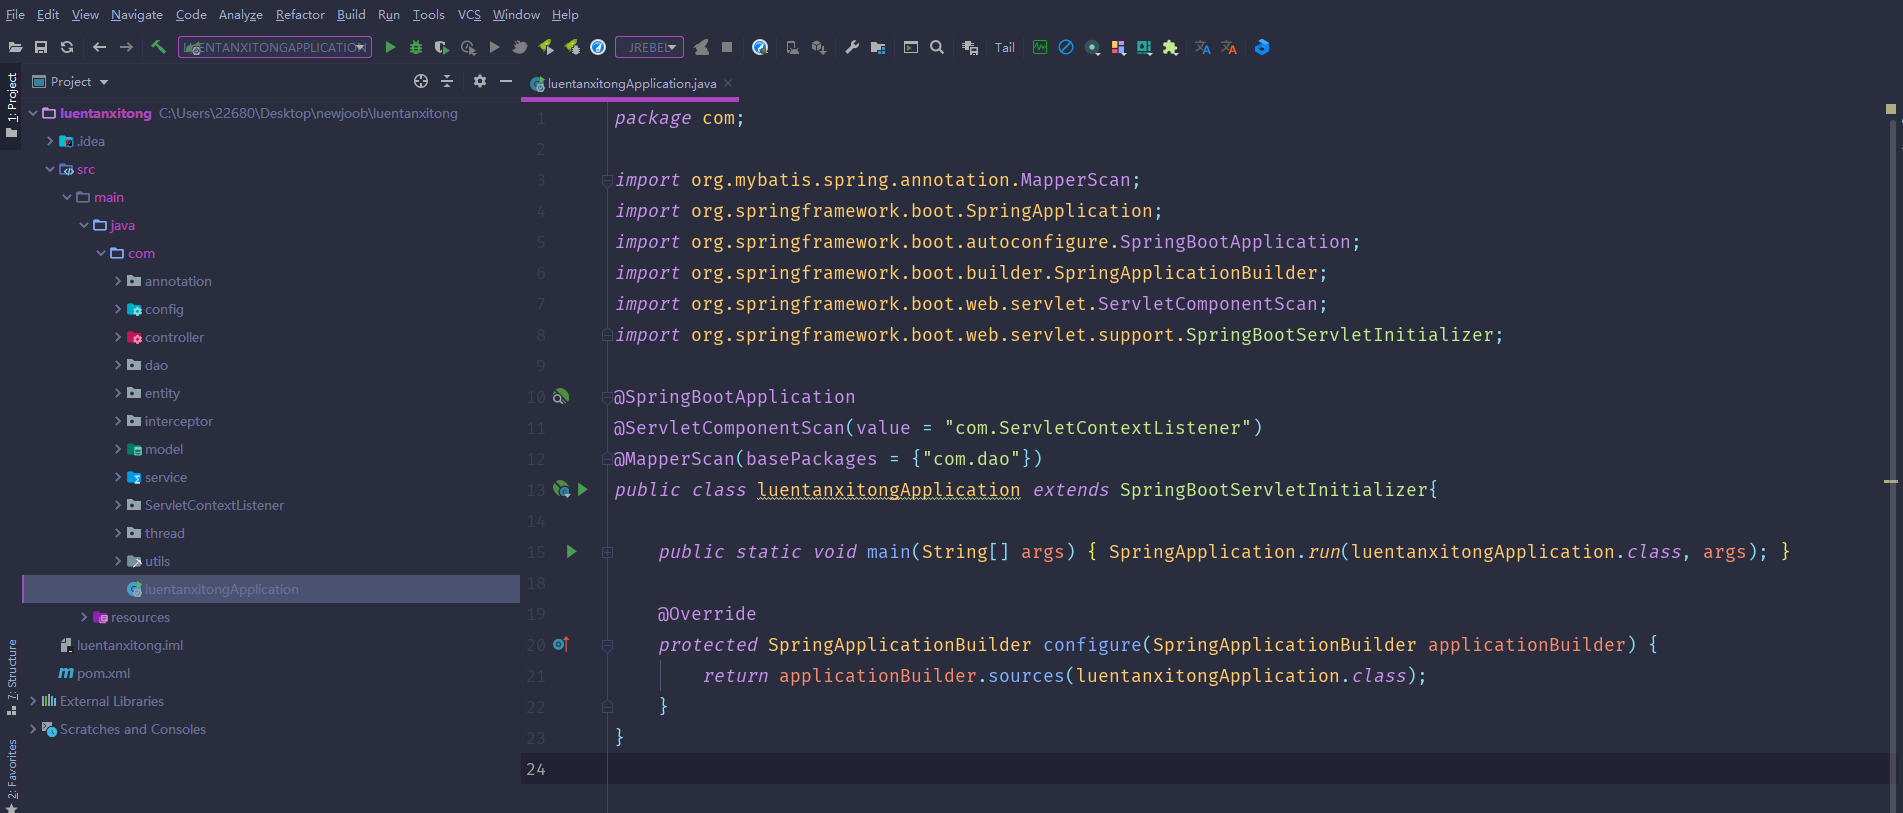 File Edit View Navigate Code Analyze Refactor Build Run Tools VCS Window Help
LUENTANXITONGAPPLICATION JREBEL Tail
1: Project
7: Structure
2: Favorites
Project
luentanxitong C:\Users\22680\Desktop\newjoob\luentanxitong
.idea
src
main
java
com
annotation
config
controller
dao
entity
interceptor
model
service
ServletContextListener
thread
utils
luentanxitongApplication
resources
luentanxitong.iml
pom.xml
External Libraries
Scratches and Consoles
luentanxitongApplication.java
1 package com;
2
3 import org.mybatis.spring.annotation.MapperScan;
4 import org.springframework.boot.SpringApplication;
5 import org.springframework.boot.autoconfigure.SpringBootApplication;
6 import org.springframework.boot.builder.SpringApplicationBuilder;
7 import org.springframework.boot.web.servlet.ServletComponentScan;
8 import org.springframework.boot.web.servlet.support.SpringBootServletInitializer;
9
10 @SpringBootApplication
11 @ServletComponentScan(value = "com.ServletContextListener")
12 @MapperScan(basePackages = {"com.dao"})
13 public class luentanxitongApplication extends SpringBootServletInitializer{
14
15 public static void main(String[] args) { SpringApplication.run(luentanxitongApplication.class, args); }
18
19 @Override
20 protected SpringApplicationBuilder configure(SpringApplicationBuilder applicationBuilder) {
21 return applicationBuilder.sources(luentanxitongApplication.class);
22 }
23 }
24